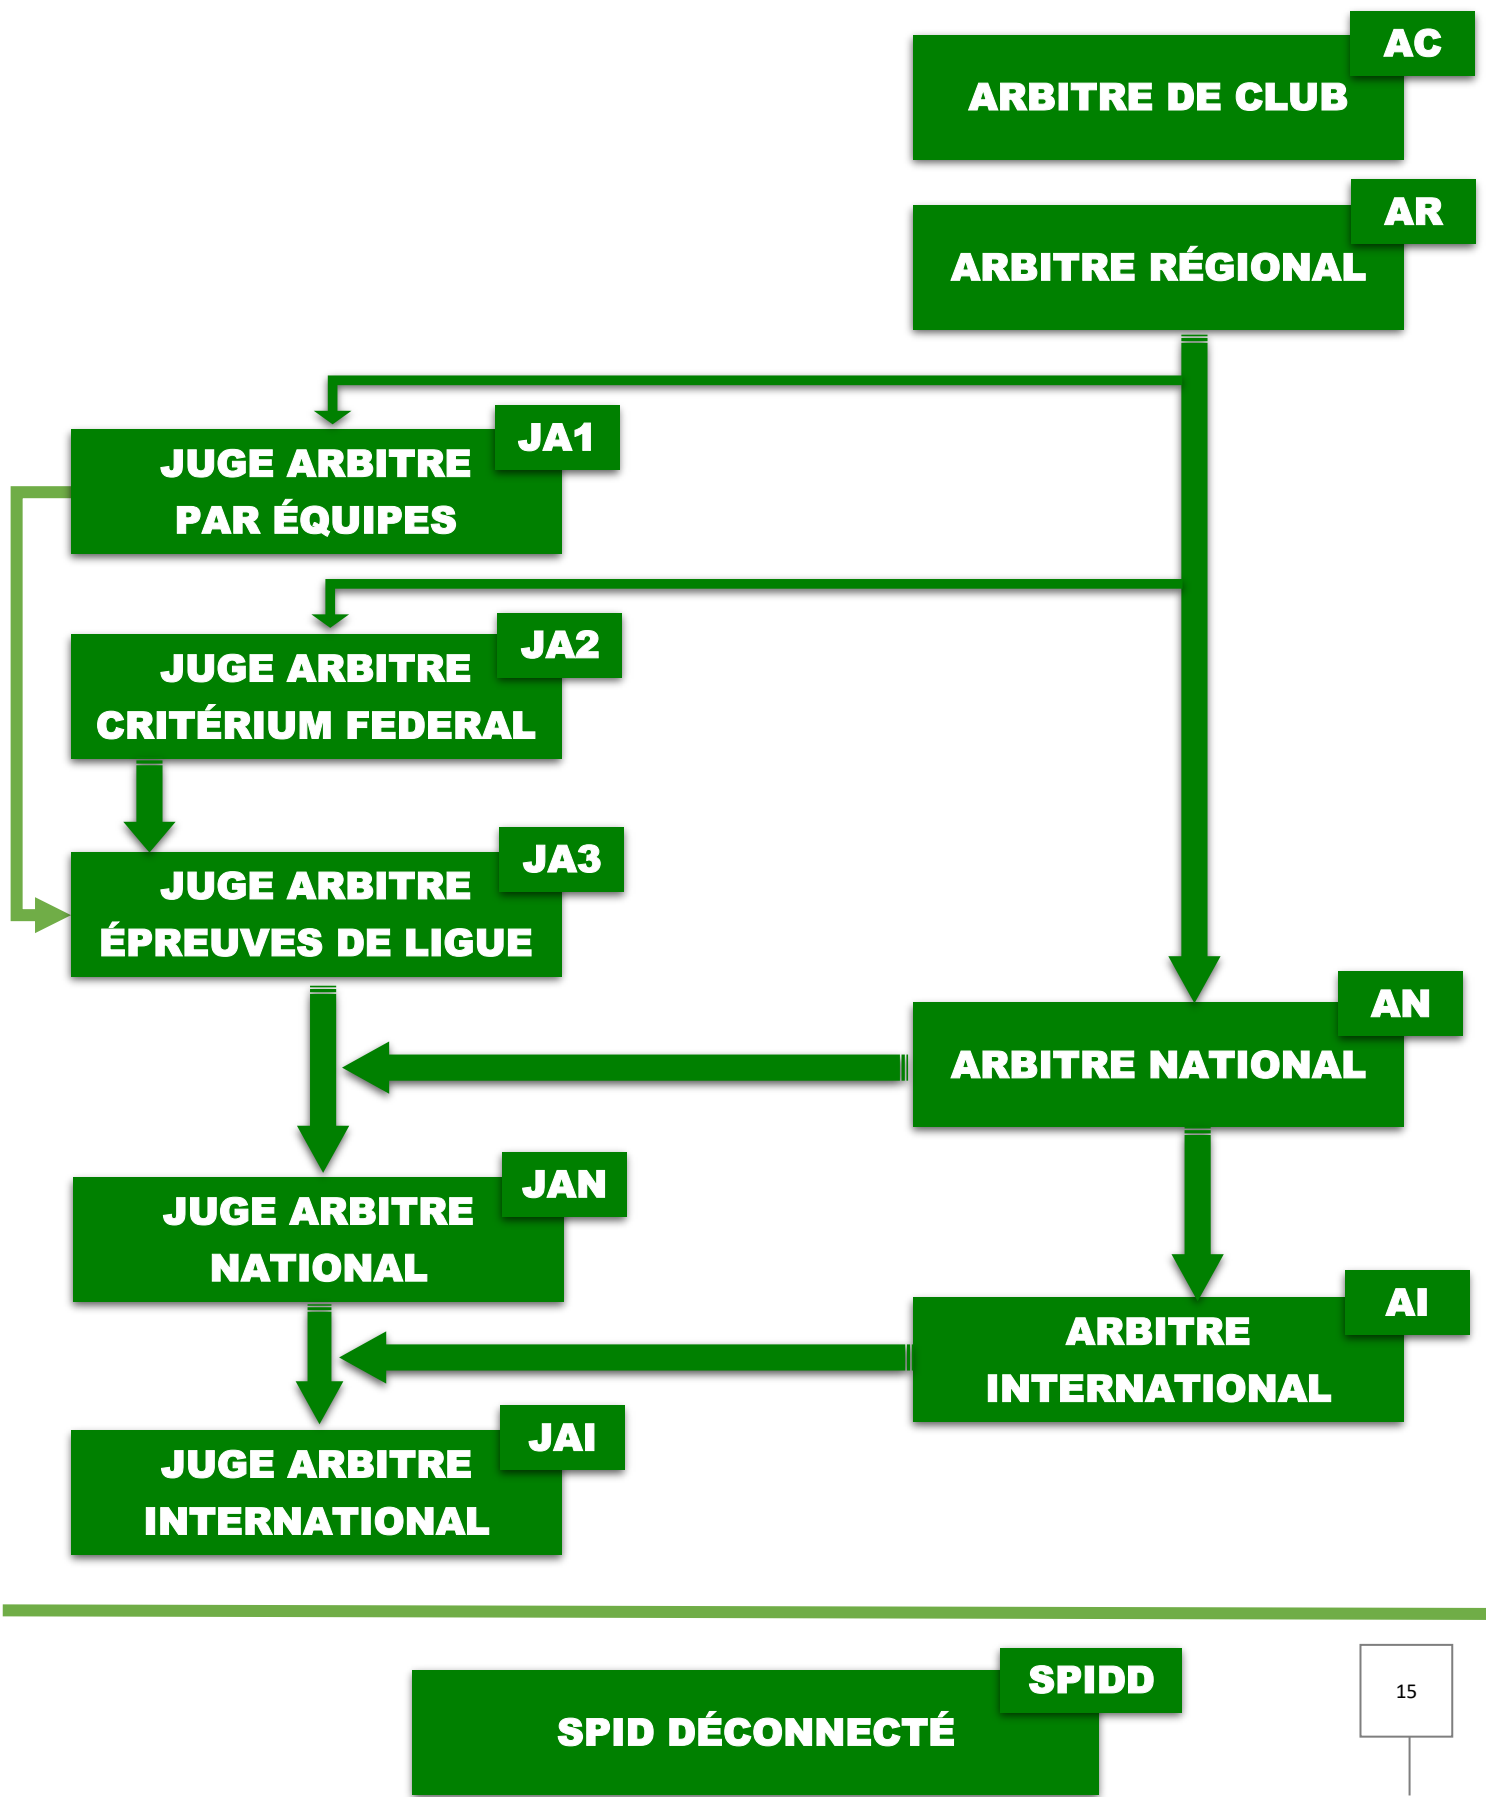 AC
ARBITRE DE CLUB
AR
ARBITRE RÉGIONAL
JA1
JUGE ARBITRE
PAR ÉQUIPES
JA2
JUGE ARBITRE
CRITÉRIUM FEDERAL
JA3
JUGE ARBITRE
ÉPREUVES DE LIGUE
AN
ARBITRE NATIONAL
JAN
JUGE ARBITRE
NATIONAL
AI
ARBITRE
INTERNATIONAL
JAI
JUGE ARBITRE
INTERNATIONAL
SPIDD
SPID DÉCONNECTÉ
15